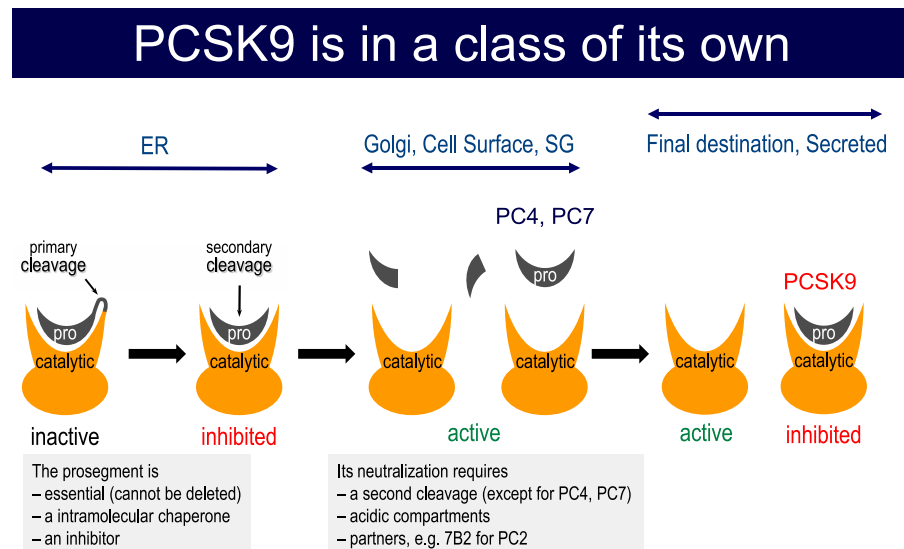 PCSK9 is in a class of its own
ER
Golgi, Cell Surface, SG
Final destination, Secreted
PC4, PC7
primary
cleavage
secondary
cleavage
pro
PCSK9
pro
pro
pro
catalytic
catalytic
catalytic
catalytic
catalytic
catalytic
inactive
inhibited
active
active
inhibited
The prosegment is
– essential (cannot be deleted)
– a intramolecular chaperone
– an inhibitor
Its neutralization requires
– a second cleavage (except for PC4, PC7)
– acidic compartments
– partners, e.g. 7B2 for PC2